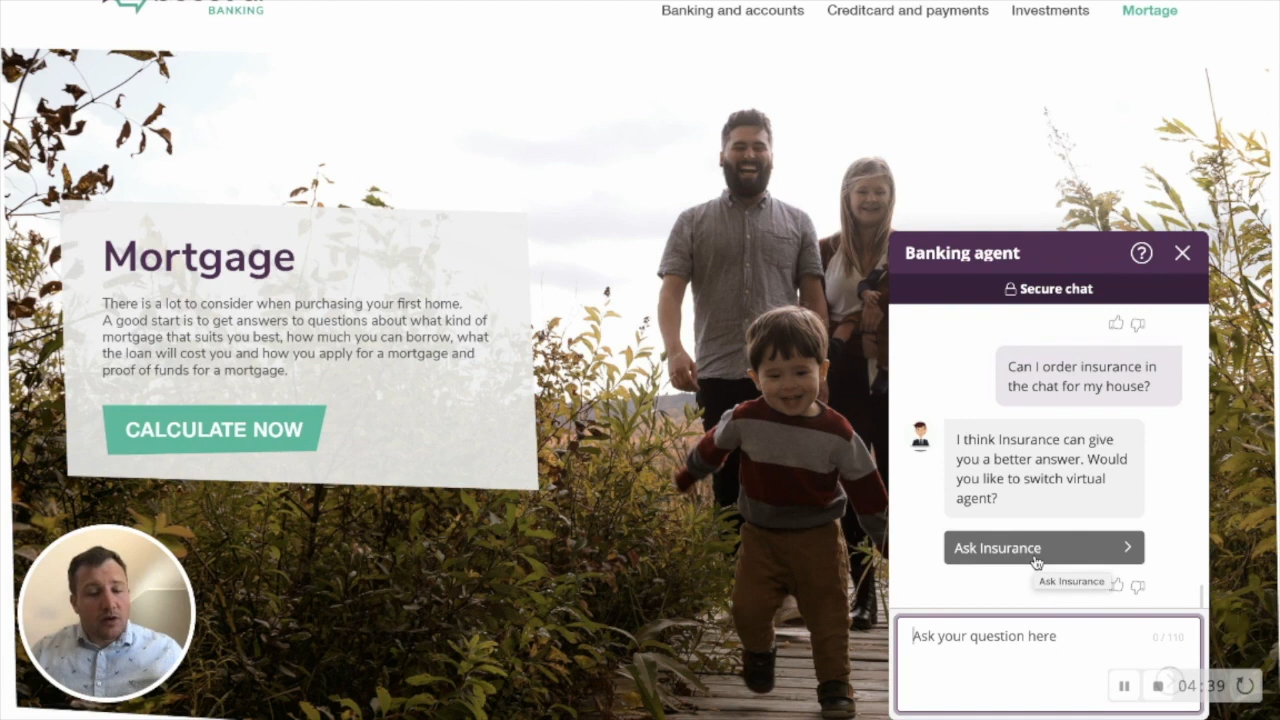 BANKING
Banking and accounts
Creditcard and payments
Investments
Mortage
Mortgage
There is a lot to consider when purchasing your first home.
A good start is to get answers to questions about what kind of
mortgage that suits you best, how much you can borrow, what
the loan will cost you and how you apply for a mortgage and
proof of funds for a mortgage.
CALCULATE NOW
Banking agent
?
Secure chat
Can I order insurance in
the chat for my house?
I think Insurance can give
you a better answer. Would
you like to switch virtual
agent?
Ask Insurance
Ask Insurance
Ask your question here
0 / 110
04:39